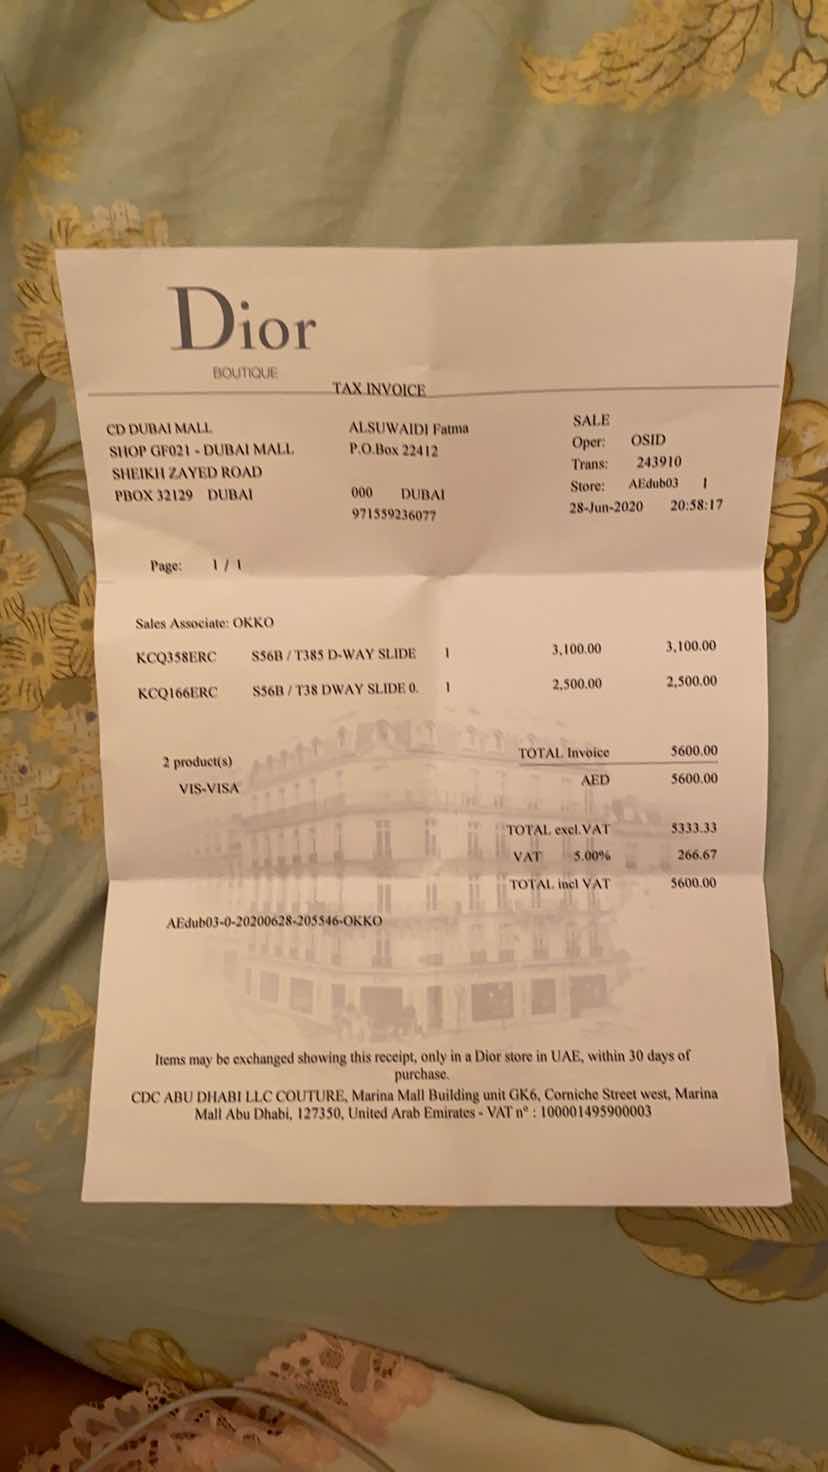 Dior
BOUTIQUE
TAX INVOICE
CD DUBAI MALL
SHOP GF021 - DUBAI MALL
SHEIKH ZAYED ROAD
PBOX 32129 DUBAI
ALSUWAIDI Fatma
P.O.Box 22412
000 DUBAI
971559236077
SALE
Oper: OSID
Trans: 243910
Store: AEdub03 1
28-Jun-2020 20:58:17
Page: 1 / 1
Sales Associate: OKKO
KCQ358ERC S56B / T385 D-WAY SLIDE 1 3,100.00 3,100.00
KCQ166ERC S56B / T38 DWAY SLIDE 0. 1 2,500.00 2,500.00
2 product(s)
VIS-VISA
TOTAL Invoice 5600.00
AED 5600.00
TOTAL excl.VAT 5333.33
VAT 5.00% 266.67
TOTAL incl VAT 5600.00
AEdub03-0-20200628-205546-OKKO
Items may be exchanged showing this receipt, only in a Dior store in UAE, within 30 days of
purchase.
CDC ABU DHABI LLC COUTURE, Marina Mall Building unit GK6, Corniche Street west, Marina
Mall Abu Dhabi, 127350, United Arab Emirates - VAT n° : 100001495900003